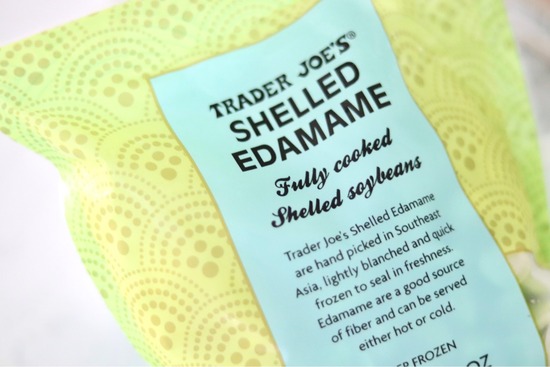 TRADER JOE'S®
SHELLED
EDAMAME
Fully cooked
Shelled soybeans
Trader Joe's Shelled Edamame
are hand picked in Southeast
Asia, lightly blanched and quick
frozen to seal in freshness.
Edamame are a good source
of fiber and can be served
either hot or cold.
FROZEN
OZ